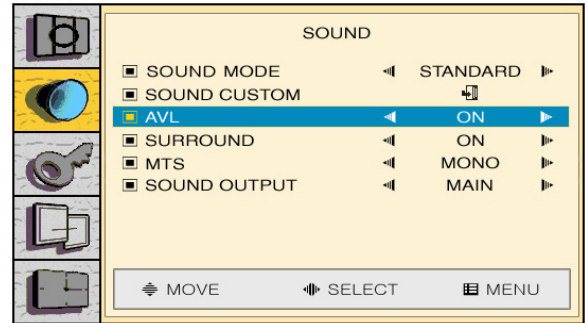 SOUND
SOUND MODE STANDARD
SOUND CUSTOM
AVL ON
SURROUND ON
MTS MONO
SOUND OUTPUT MAIN
MOVE SELECT MENU